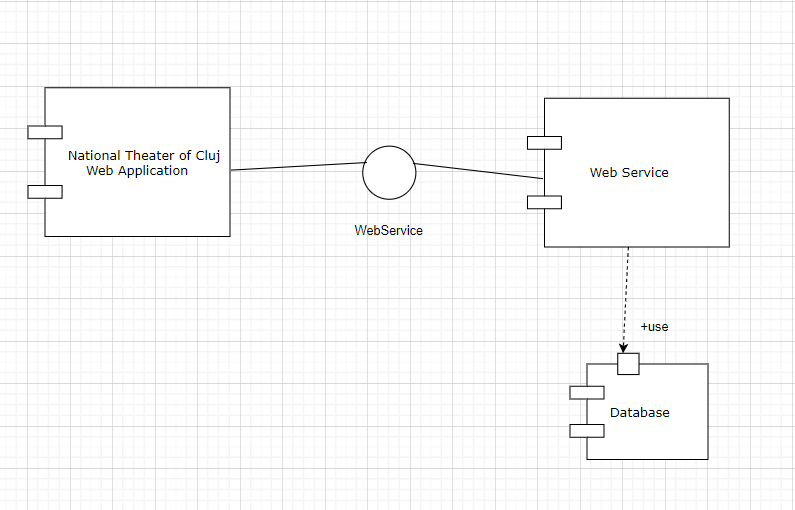 National Theater of Cluj
Web Application
WebService
Web Service
+use
Database